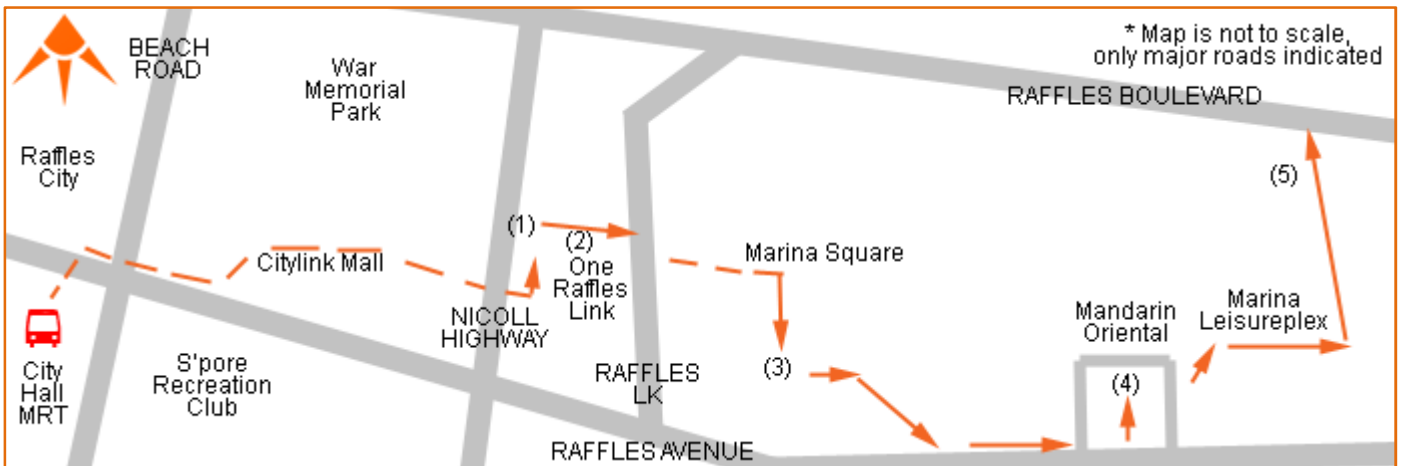 BEACH
ROAD
War
Memorial
Park
* Map is not to scale,
only major roads indicated
RAFFLES BOULEVARD
Raffles
City
(5)
(1)
(2)
Citylink Mall
One
Raffles
Link
Marina Square
NICOLL
HIGHWAY
Mandarin
Oriental
Marina
Leisureplex
City
Hall
MRT
S'pore
Recreation
Club
RAFFLES
LK
(3)
(4)
RAFFLES AVENUE